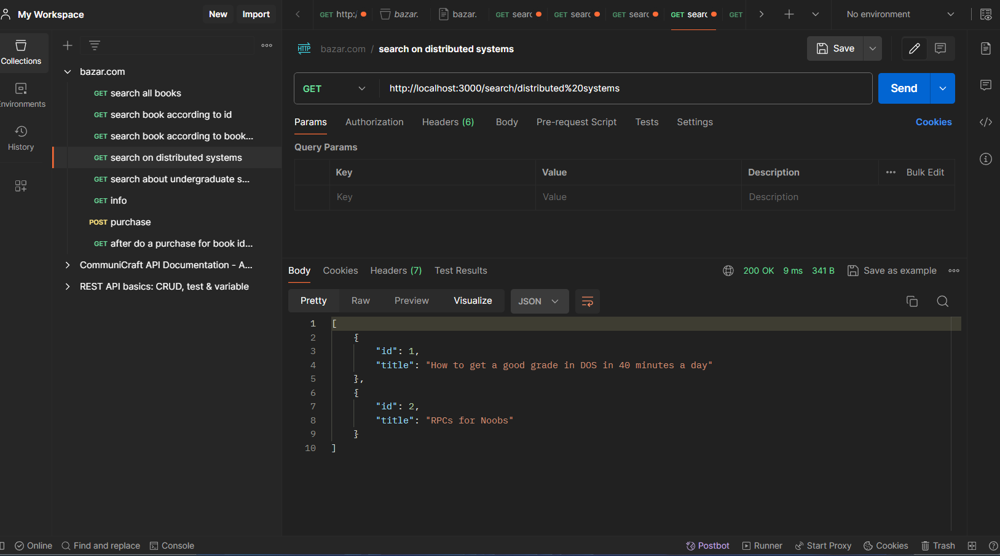 My Workspace
New
Import
GET http:/
bazar.
bazar.
GET searc
GET searc
GET searc
GET searc
GET
No environment
Collections
Environments
History
bazar.com
GET search all books
GET search book according to id
GET search book according to book...
GET search on distributed systems
GET search about undergraduate s...
GET info
POST purchase
GET after do a purchase for book id...
CommuniCraft API Documentation - A...
REST API basics: CRUD, test & variable
HTTP bazar.com / search on distributed systems
Save
GET http://localhost:3000/search/distributed%20systems
Send
Params Authorization Headers (6) Body Pre-request Script Tests Settings Cookies
Query Params
Key Value Description Bulk Edit
Key Value Description
Body Cookies Headers (7) Test Results 200 OK 9 ms 341 B Save as example
Pretty Raw Preview Visualize JSON
1 [
2 {
3 "id": 1,
4 "title": "How to get a good grade in DOS in 40 minutes a day"
5 },
6 {
7 "id": 2,
8 "title": "RPCs for Noobs"
9 }
10 ]
Online Find and replace Console Postbot Runner Start Proxy Cookies Trash